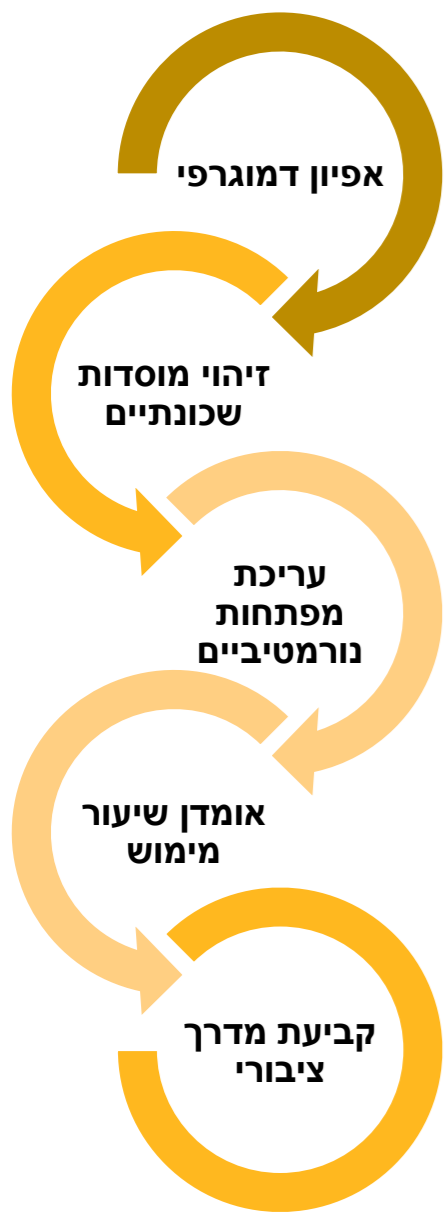 אפיון דמוגרפי
זיהוי מוסדות
שכונתיים
עריכת
מפתחות
נורמטיביים
אומדן שיעור
מימוש
קביעת מדרך
ציבורי